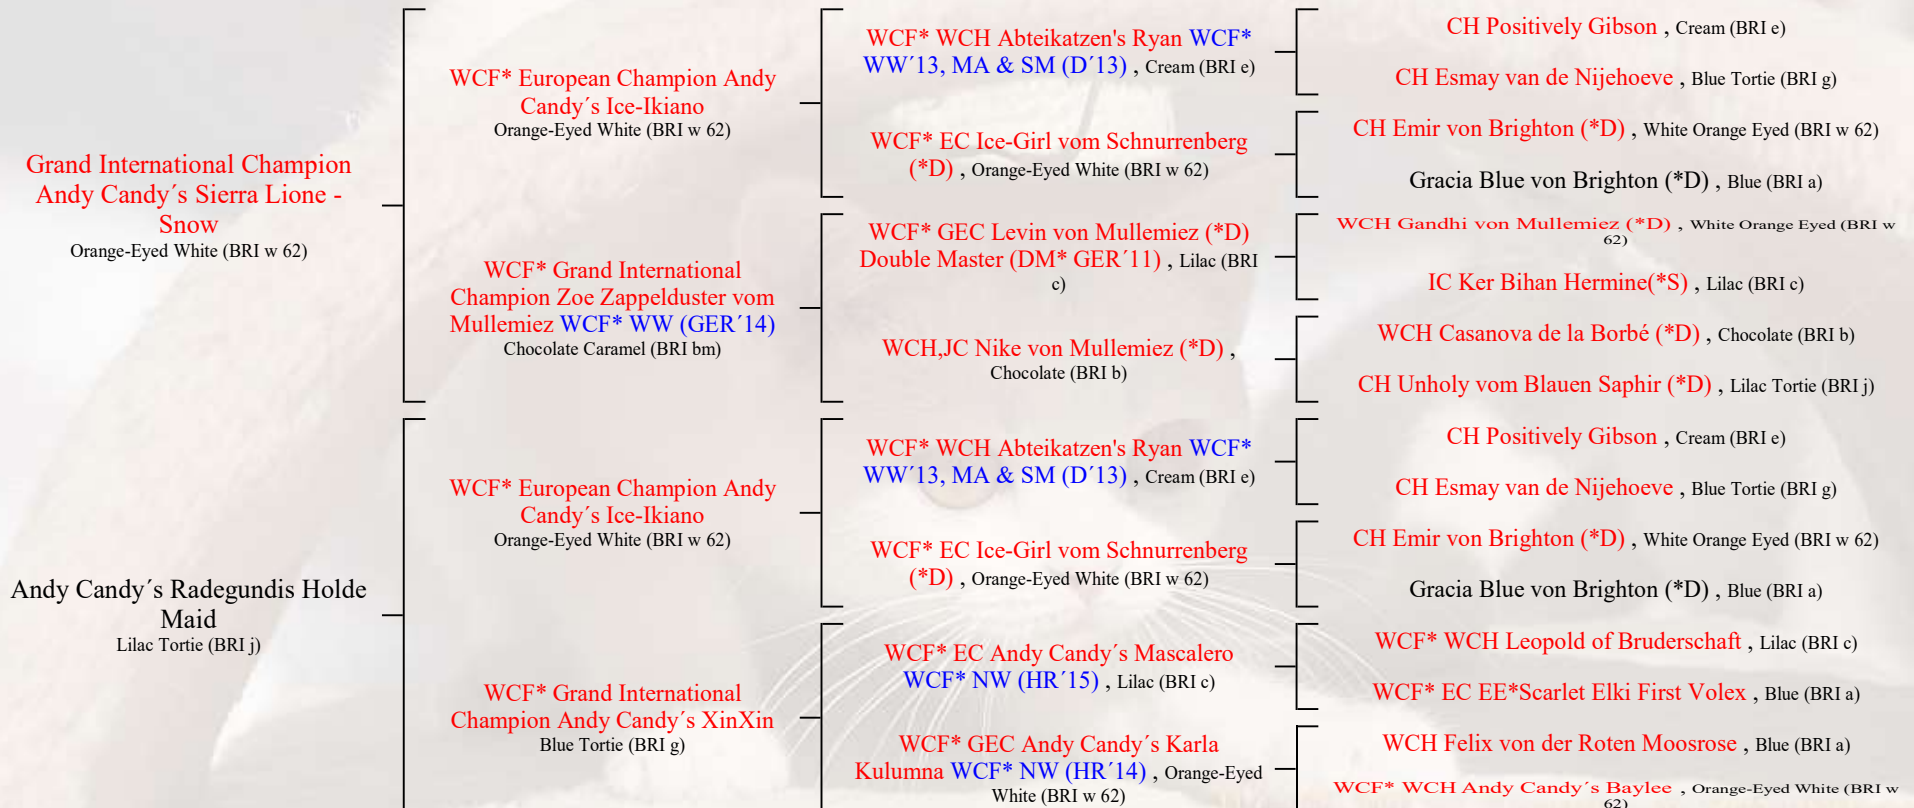 Grand International Champion
Andy Candy´s Sierra Lione -
Snow
Orange-Eyed White (BRI w 62)
Andy Candy´s Radegundis Holde
Maid
Lilac Tortie (BRI j)
WCF* European Champion Andy
Candy´s Ice-Ikiano
Orange-Eyed White (BRI w 62)
WCF* Grand International
Champion Zoe Zappelduster vom
Mullemiez WCF* WW (GER´14)
Chocolate Caramel (BRI bm)
WCF* European Champion Andy
Candy´s Ice-Ikiano
Orange-Eyed White (BRI w 62)
WCF* Grand International
Champion Andy Candy´s XinXin
Blue Tortie (BRI g)
WCF* WCH Abteikatzen's Ryan WCF*
WW´13, MA & SM (D´13) , Cream (BRI e)
WCF* EC Ice-Girl vom Schnurrenberg
(*D) , Orange-Eyed White (BRI w 62)
WCF* GEC Levin von Mullemiez (*D)
Double Master (DM* GER´11) , Lilac (BRI
c)
WCH,JC Nike von Mullemiez (*D) ,
Chocolate (BRI b)
WCF* WCH Abteikatzen's Ryan WCF*
WW´13, MA & SM (D´13) , Cream (BRI e)
WCF* EC Ice-Girl vom Schnurrenberg
(*D) , Orange-Eyed White (BRI w 62)
WCF* EC Andy Candy´s Mascalero
WCF* NW (HR´15) , Lilac (BRI c)
WCF* GEC Andy Candy´s Karla
Kulumna WCF* NW (HR´14) , Orange-Eyed
White (BRI w 62)
CH Positively Gibson , Cream (BRI e)
CH Esmay van de Nijehoeve , Blue Tortie (BRI g)
CH Emir von Brighton (*D) , White Orange Eyed (BRI w 62)
Gracia Blue von Brighton (*D) , Blue (BRI a)
WCH Gandhi von Mullemiez (*D) , White Orange Eyed (BRI w
62)
IC Ker Bihan Hermine(*S) , Lilac (BRI c)
WCH Casanova de la Borbé (*D) , Chocolate (BRI b)
CH Unholy vom Blauen Saphir (*D) , Lilac Tortie (BRI j)
CH Positively Gibson , Cream (BRI e)
CH Esmay van de Nijehoeve , Blue Tortie (BRI g)
CH Emir von Brighton (*D) , White Orange Eyed (BRI w 62)
Gracia Blue von Brighton (*D) , Blue (BRI a)
WCF* WCH Leopold of Bruderschaft , Lilac (BRI c)
WCF* EC EE*Scarlet Elki First Volex , Blue (BRI a)
WCH Felix von der Roten Moosrose , Blue (BRI a)
WCF* WCH Andy Candy´s Baylee , Orange-Eyed White (BRI w
62)